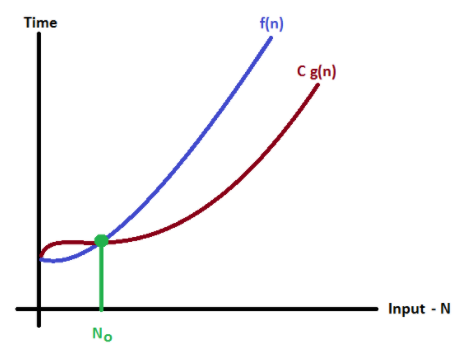 Time
f(n)
C g(n)
Input - N
No